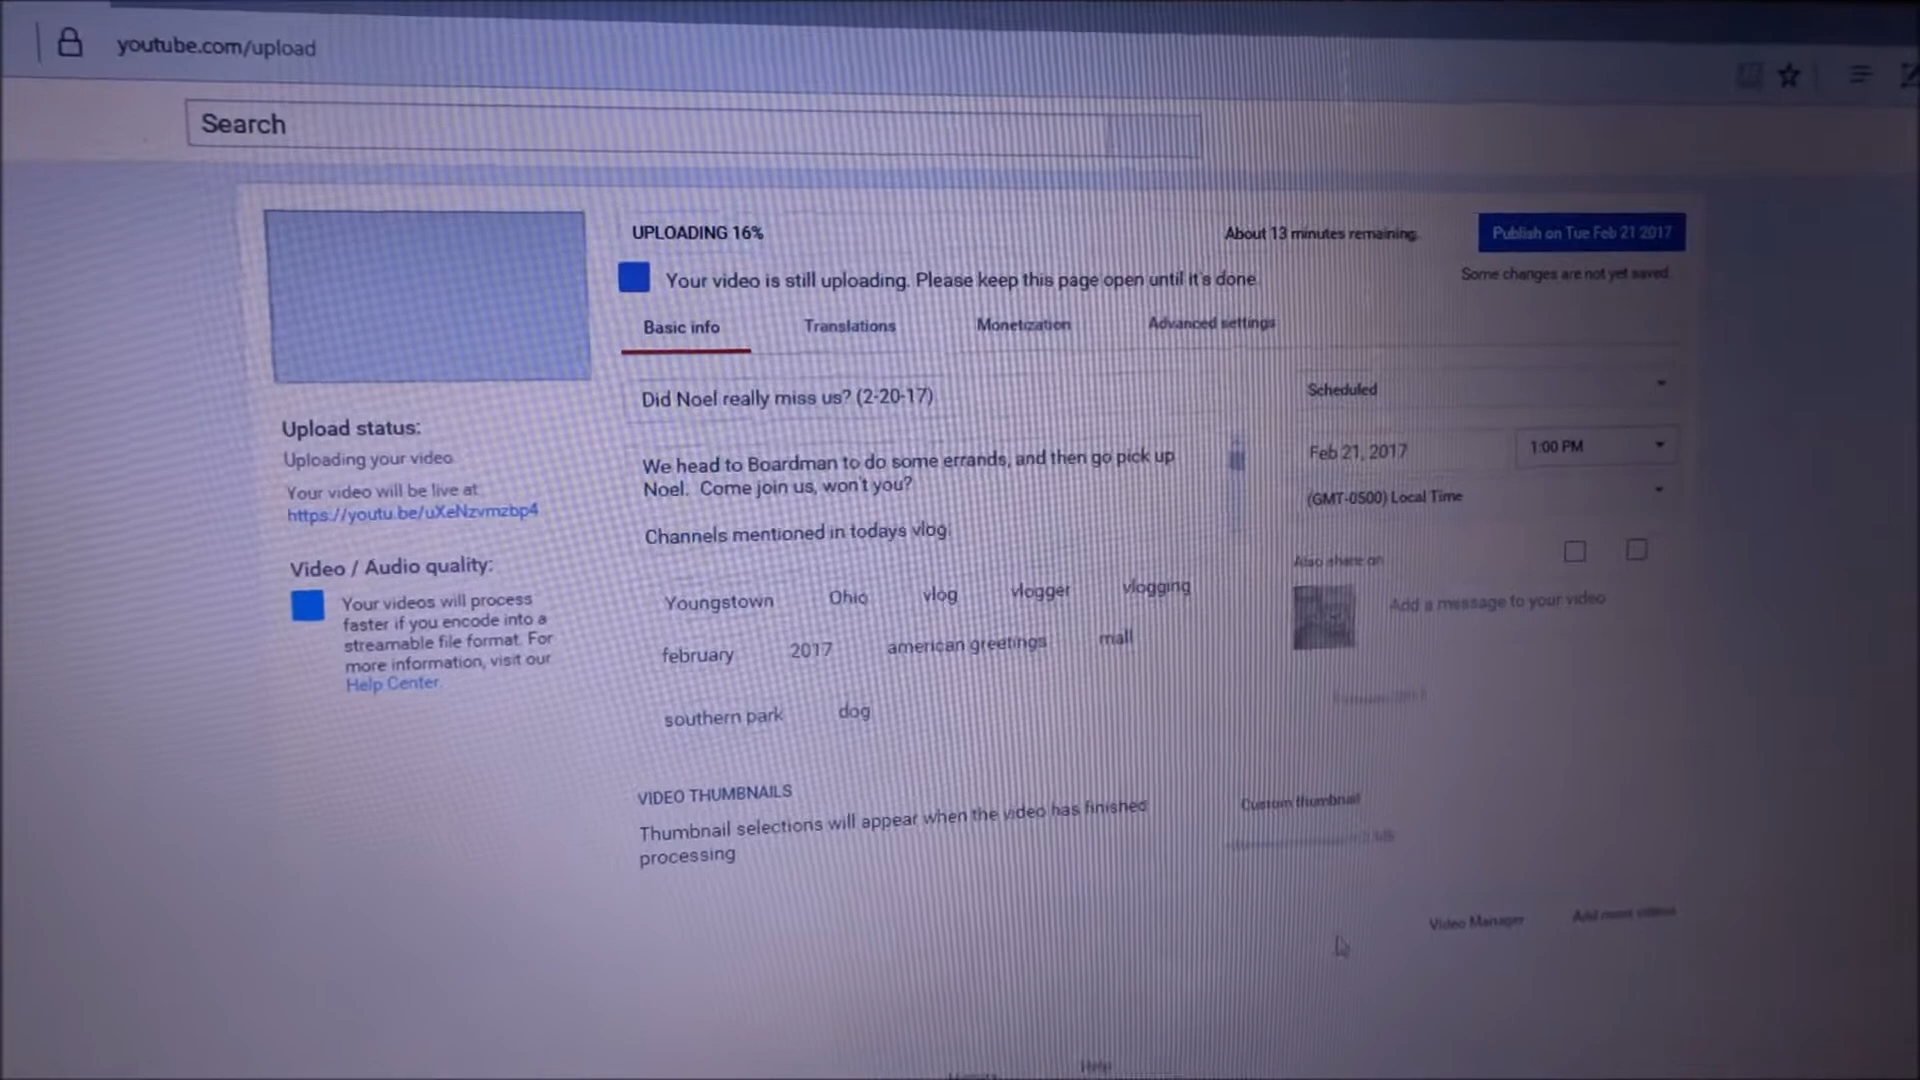 youtube.com/upload
Search
UPLOADING 16%
About 13 minutes remaining.
Publish on Tue Feb 21 2017
Your video is still uploading. Please keep this page open until it's done.
Some changes are not yet saved.
Basic info
Translations
Monetization
Advanced settings
Did Noel really miss us? (2-20-17)
We head to Boardman to do some errands, and then go pick up
Noel. Come join us, won't you?
Channels mentioned in todays vlog.
Scheduled
Feb 21, 2017
1:00 PM
(GMT-0500) Local Time
Also share on
Add a message to your video
Upload status:
Uploading your video.
Your video will be live at
https://youtu.be/uXeNzvmzbp4
Video / Audio quality:
Your videos will process
faster if you encode into a
streamable file format. For
more information, visit our
Help Center.
Youngstown Ohio vlog vlogger vlogging
february 2017 american greetings mall
southern park dog
VIDEO THUMBNAILS
Thumbnail selections will appear when the video has finished
processing
Custom thumbnail
Video Manager
Add more videos
Help